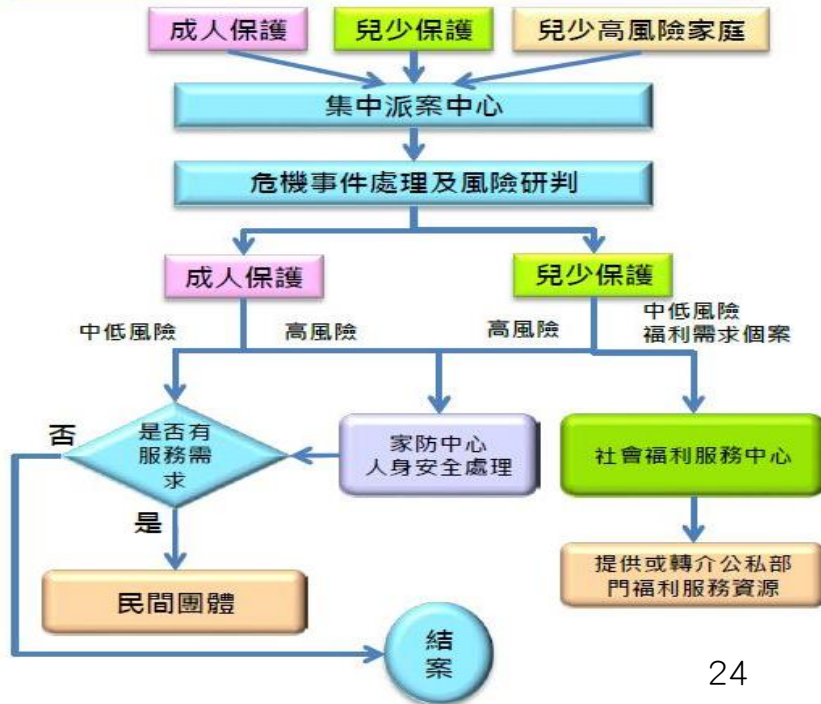 成人保護
兒少保護
兒少高風險家庭
集中派案中心
危機事件處理及風險研判
成人保護
兒少保護
中低風險
高風險
高風險
中低風險
福利需求個案
否
是否有
服務需
求
家防中心
人身安全處理
社會福利服務中心
是
民間團體
提供或轉介公私部
門福利服務資源
結
案
24